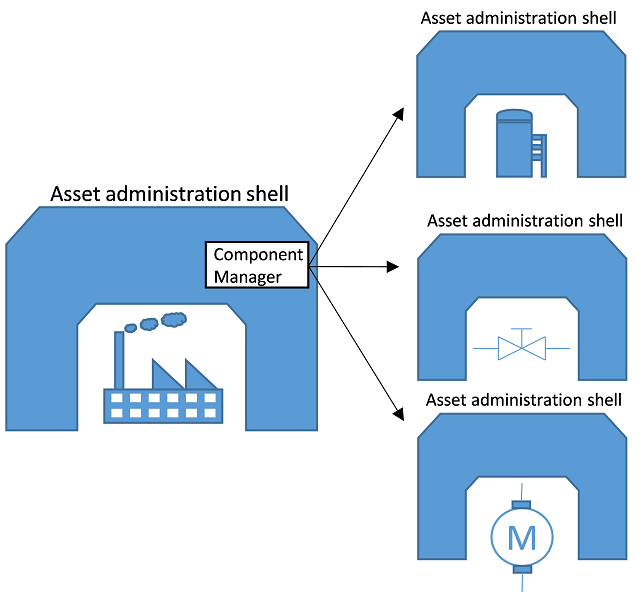 Asset administration shell
Asset administration shell
Component
Manager
Asset administration shell
Asset administration shell
M